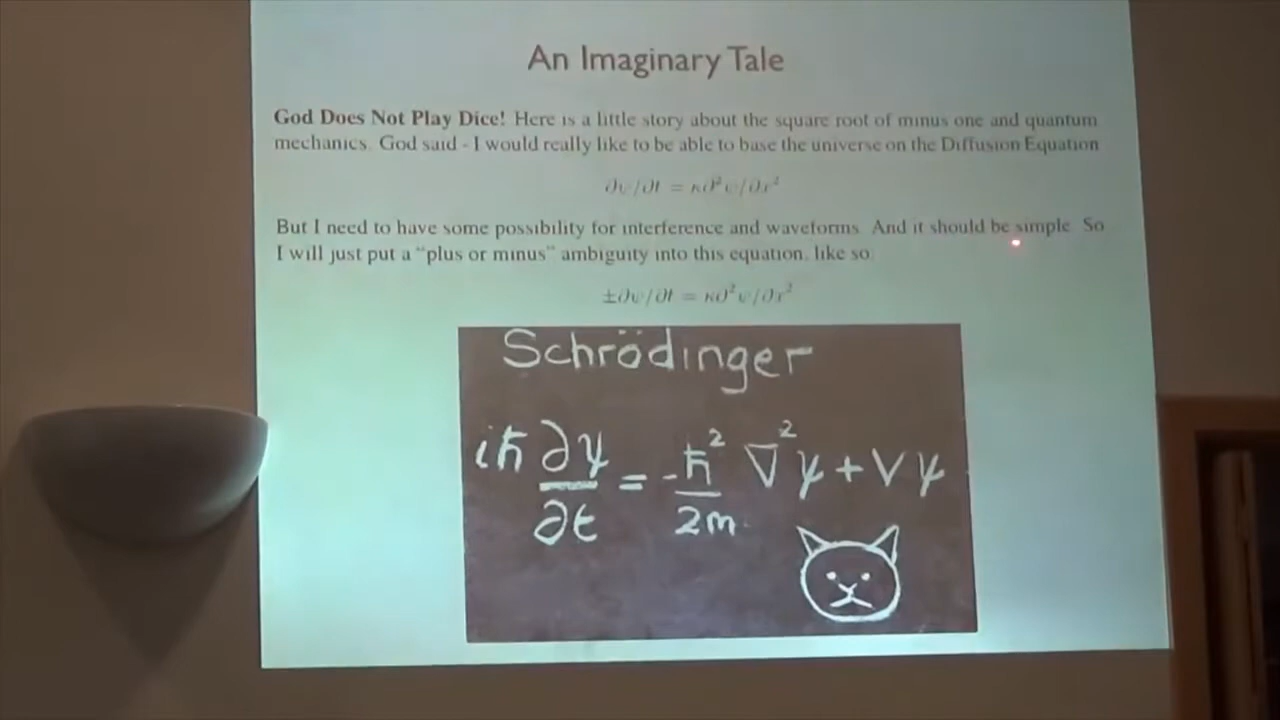 An Imaginary Tale
God Does Not Play Dice! Here is a little story about the square root of minus one and quantum
mechanics. God said - I would really like to be able to base the universe on the Diffusion Equation
∂ψ/∂t = κ∂²ψ/∂x²
But I need to have some possibility for interference and waveforms. And it should be simple. So
I will just put a "plus or minus" ambiguity into this equation, like so:
±∂ψ/∂t = κ∂²ψ/∂x²
Schrödinger
iħ ∂ψ/∂t = -ħ²/2m ∇²ψ + Vψ